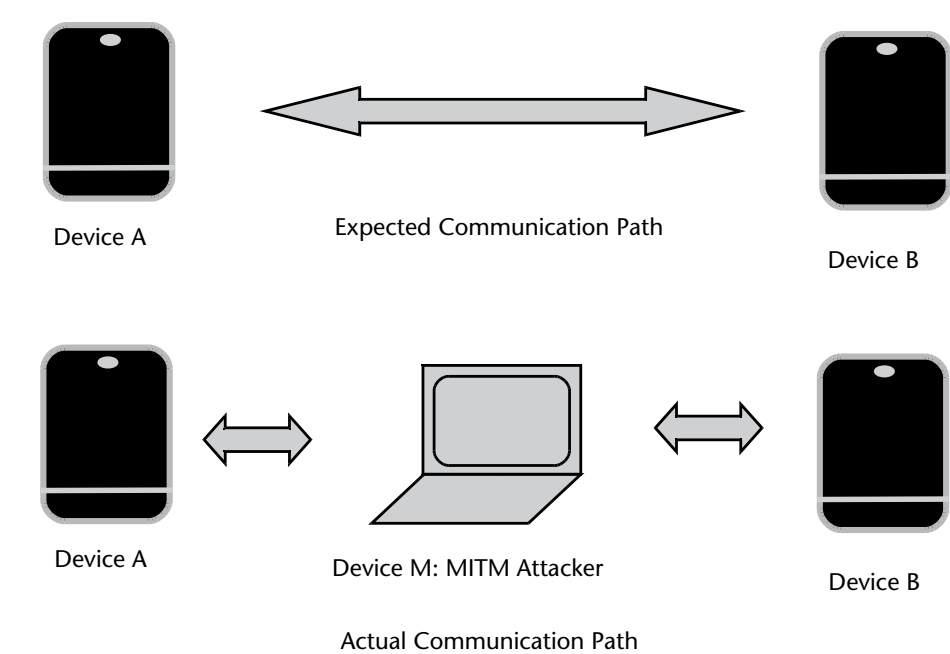 Device A
Expected Communication Path
Device B
Device A
Device M: MITM Attacker
Device B
Actual Communication Path